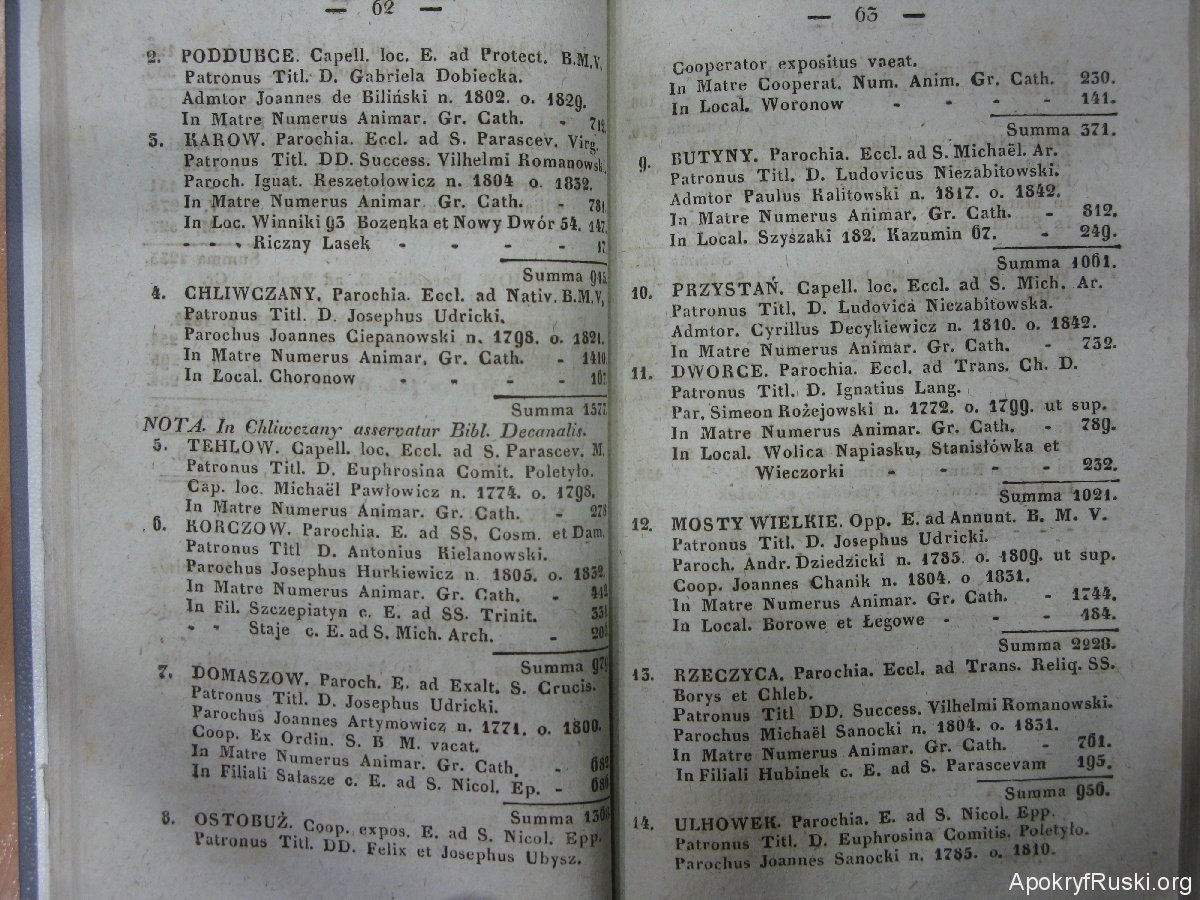 — 62 —
2. PODDUBCE. Capell. loc. E. ad Protect. B.M.V.
Patronus Titl. D. Gabriela Dobiecka.
Admtor Joannes de Biliński n. 1802. o. 1829.
In Matre Numerus Animar. Gr. Cath. - 712.
3. KAROW. Parochia. Eccl. ad S. Parascev. Virg.
Patronus Titl. DD. Success. Vilhelmi Romanowsk.
Paroch. Ignat. Reszetołowicz n. 1804 o. 1832.
In Matre Numerus Animar. Gr. Cath. - 781
In Loc. Winniki 93 Bozenka et Nowy Dwór 54. 147.
- - , Riczny Lasek - - - - 17
Summa 945.
4. CHLIWCZANY. Parochia. Eccl. ad Nativ. B.M.V.
Patronus Titl. D. Josephus Udricki.
Parochus Joannes Ciepanowski n. 1798. o. 1821.
In Matre Numerus Animar. Gr. Cath. - 1410.
In Local. Choronow - - - - 167
Summa 1577
NOTA. In Chliwczany asservatur Bibl. Decanalis.
5. TEHLOW. Capell. loc. Eccl. ad S. Parascev. M.
Patronus Titl. D. Euphrosina Comit. Poletyło.
Cap. loc. Michaël Pawłowicz n. 1774. o. 1798.
In Matre Numerus Animar. Gr. Cath. - 278
6. KORCZOW. Parochia. E. ad SS. Cosm. et Dam.
Patronus Titl D. Antonius Kielanowski.
Parochus Josephus Hurkiewicz n. 1805. o. 1832.
In Matre Numerus Animar. Gr. Cath. - 442
In Fil. Szczepiatyn c. E. ad SS. Trinit. 331
" " Staje c. E. ad S. Mich. Arch. -
Summa
7. DOMASZOW. Paroch. E. ad Exalt. S. Crucis.
Patronus Titl. D. Josephus Udricki.
Parochus Joannes Artymowicz n. 1771. o. 1800.
Coop. Ex Ordin. S. B M. vacat.
In Matre Numerus Animar. Gr. Cath. - 682
In Filiali Salasze c. E. ad S. Nicol. Ep. - 686
Summa 1368
8. OSTOBUŻ. Coop. expos. E. ad S. Nicol. Epp.
Patronus Titl. DD. Felix et Josephus Ubysz.
— 63 —
Cooperator expositus vacat.
In Matre Cooperat. Num. Anim. Gr. Cath. 230.
In Local. Woronow - - - - 141.
Summa 371.
9. BUTYNY. Parochia. Eccl. ad S. Michaël. Ar.
Patronus Titl. D. Ludovicus Niezabitowski.
Admtor Paulus Kalitowski n. 1817. o. 1842.
In Matre Numerus Animar. Gr. Cath. - 812.
In Local. Szyszaki 182. Kazumin 67. - 249.
Summa 1061.
10. PRZYSTAŃ. Capell. loc. Eccl. ad S. Mich. Ar.
Patronus Titl. D. Ludovica Niezabitowska.
Admtor. Cyrillus Decykiewicz n. 1810. o. 1842.
In Matre Numerus Animar. Gr. Cath. - 732.
11. DWORCE. Parochia. Eccl. ad Trans. Ch. D.
Patronus Titl. D. Ignatius Lang.
Par. Simeon Rożejowski n. 1772. o. 1799. ut sup.
In Matre Numerus Animar. Gr. Cath. - 789.
In Local. Wolica Napiasku, Stanisłówka et
Wieczorki - - - - 232.
Summa 1021.
12. MOSTY WIELKIE. Opp. E. ad Annunt. B. M. V.
Patronus Titl. D. Josephus Udricki.
Paroch. Andr. Dziedzicki n. 1785. o. 1809. ut sup.
Coop. Joannes Chanik n. 1804. o 1831.
In Matre Numerus Animar. Gr. Cath. - 1744.
In Local. Borowe et Łegowe - - - 484.
Summa 2228.
13. RZECZYCA. Parochia. Eccl. ad Trans. Reliq. SS.
Borys et Chleb.
Patronus Titl DD. Success. Vilhelmi Romanowski.
Parochus Michaël Sanocki n. 1804. o. 1831.
In Matre Numerus Animar. Gr. Cath. - 761.
In Filiali Hubinek c. E. ad S. Parascevam 195.
Summa 956.
14. ULHOWEK. Parochia. E. ad S. Nicol. Epp.
Patronus Titl. D. Euphrosina Comitis. Poletyło.
Parochus Joannes Sanocki n. 1785. o. 1810.
ApokryfRuski.org